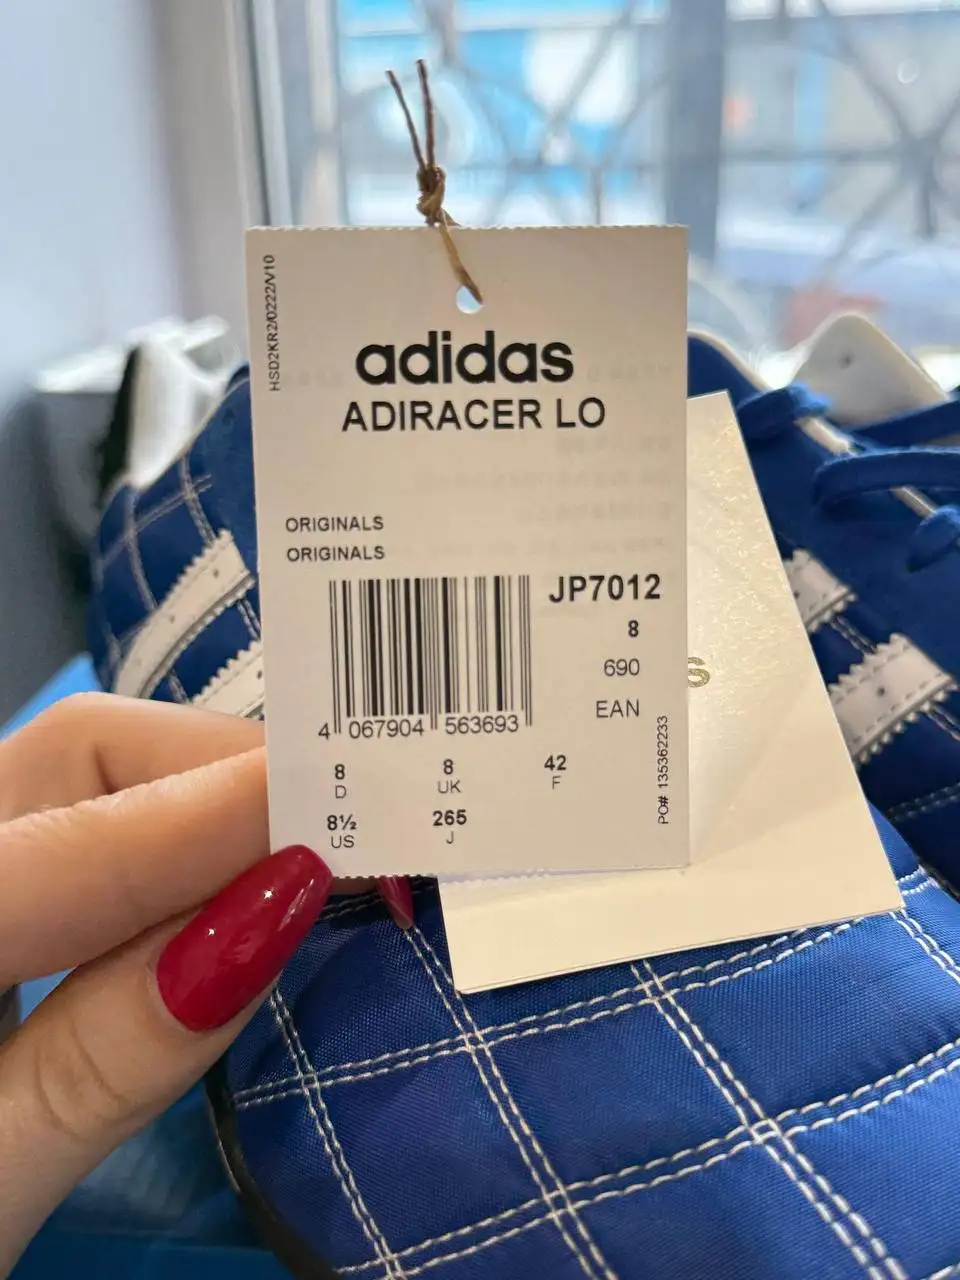 HSD2KR2/0222/V10
adidas
ADIRACER LO
ORIGINALS
ORIGINALS
JP7012
8
690
EAN
4 067904 563693
8 8 42
D UK F
8½ 265
US J
PO# 135362233
s